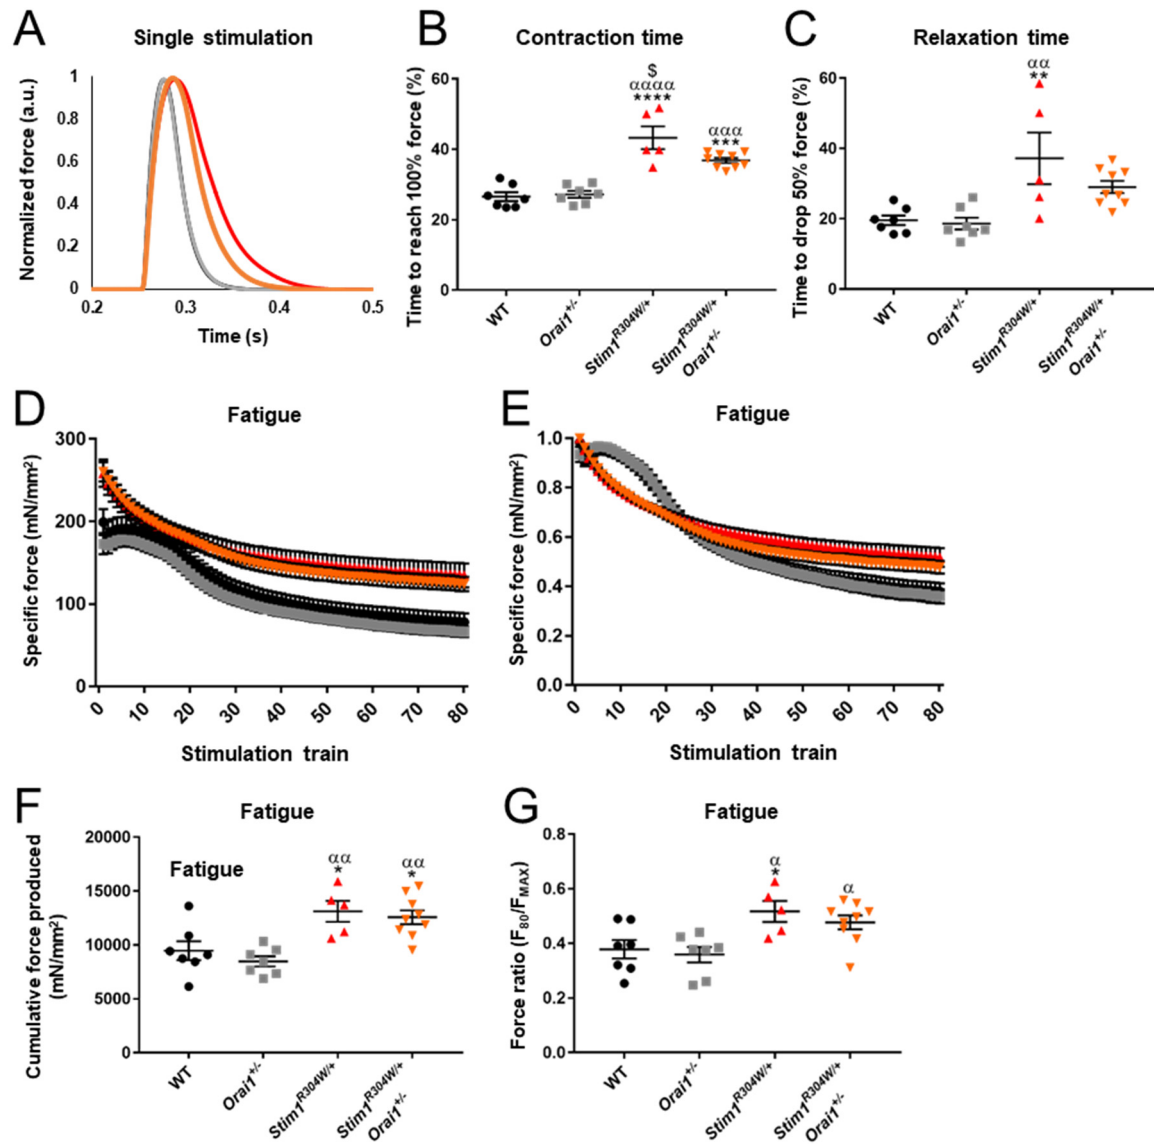 A
Single stimulation
Normalized force (a.u.)
1
0.8
0.6
0.4
0.2
0
0.2
0.3
0.4
0.5
Time (s)
B
Contraction time
Time to reach 100% force (%)
60
40
20
0
$
αααα
****
ααα
***
WT
Orai1+/-
Stim1R304W/+
Stim1R304W/+
Orai1+/-
C
Relaxation time
Time to drop 50% force (%)
60
40
20
0
αα
**
WT
Orai1+/-
Stim1R304W/+
Stim1R304W/+
Orai1+/-
D
Fatigue
Specific force (mN/mm²)
300
200
100
0
0
10
20
30
40
50
60
70
80
Stimulation train
E
Fatigue
Specific force (mN/mm²)
1.0
0.8
0.6
0.4
0.2
0.0
0
10
20
30
40
50
60
70
80
Stimulation train
F
Fatigue
Cumulative force produced
(mN/mm²)
20000
15000
10000
5000
0
Fatigue
αα
*
αα
*
WT
Orai1+/-
Stim1R304W/+
Stim1R304W/+
Orai1+/-
G
Fatigue
Force ratio (F80/FMAX)
0.8
0.6
0.4
0.2
0.0
α
*
α
WT
Orai1+/-
Stim1R304W/+
Stim1R304W/+
Orai1+/-